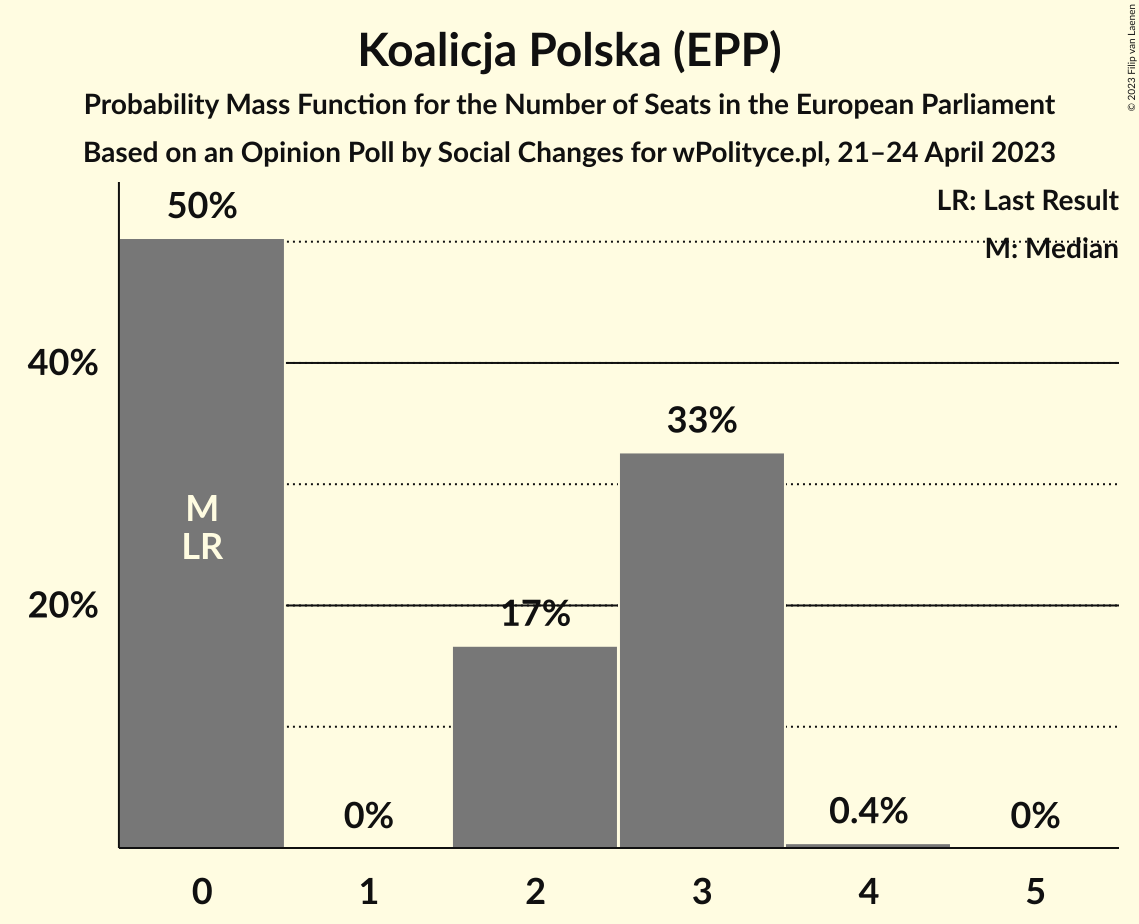 Koalicja Polska (EPP)
Probability Mass Function for the Number of Seats in the European Parliament
Based on an Opinion Poll by Social Changes for wPolityce.pl, 21–24 April 2023
© 2023 Filip van Laenen
LR: Last Result
M: Median
50%
40%
33%
M
LR
20%
17%
0%
0.4%
0%
0 1 2 3 4 5